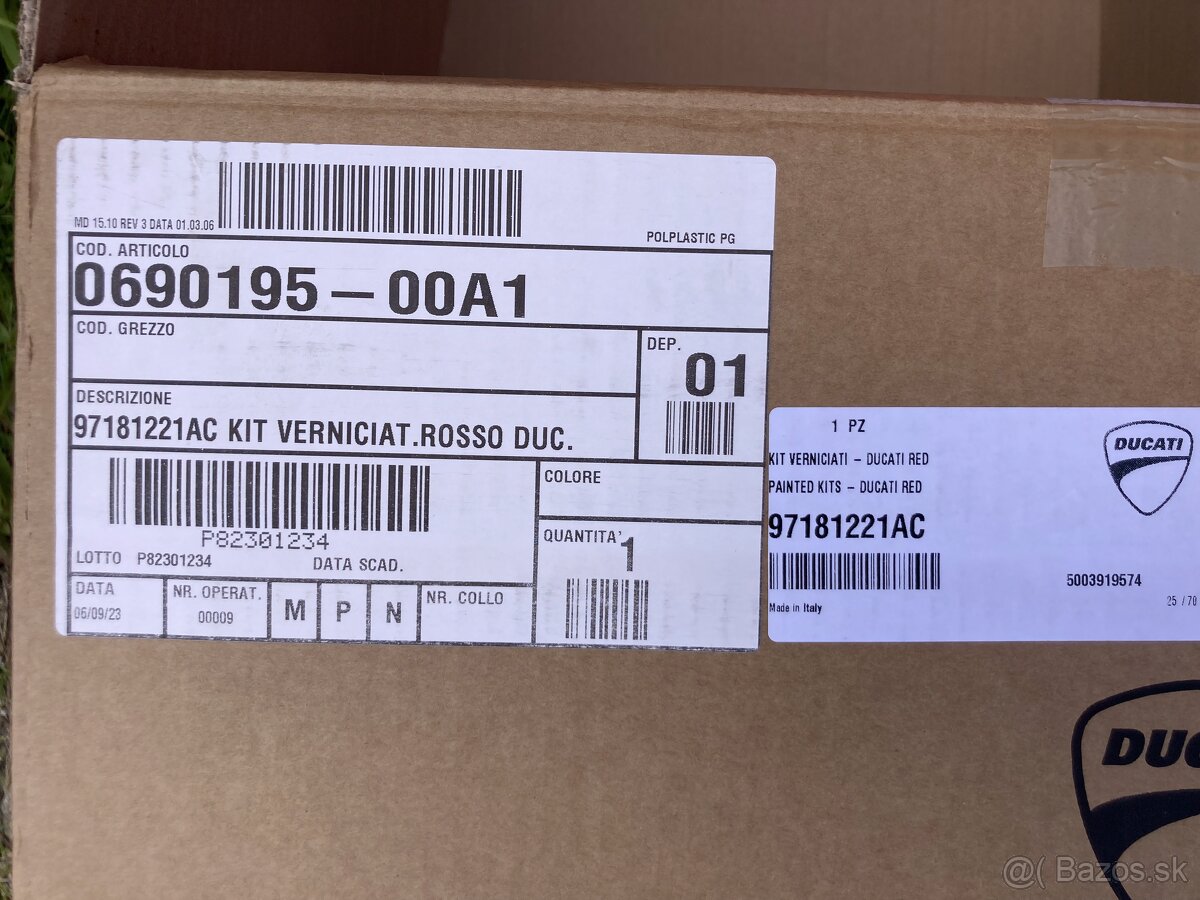 MD 15.10 REV 3 DATA 01.03.06
POLPLASTIC PG
COD. ARTICOLO
0690195-00A1
COD. GREZZO
DEP.
01
DESCRIZIONE
97181221AC KIT VERNICIAT.ROSSO DUC.
COLORE
P82301234
LOTTO P82301234 DATA SCAD.
QUANTITA' 1
DATA
06/09/23
NR. OPERAT.
00009
M P N
NR. COLLO
1 PZ
KIT VERNICIATI - DUCATI RED
PAINTED KITS - DUCATI RED
97181221AC
5003919574
Made in Italy
25 / 70
DUCATI
DUC
@( Bazos.sk